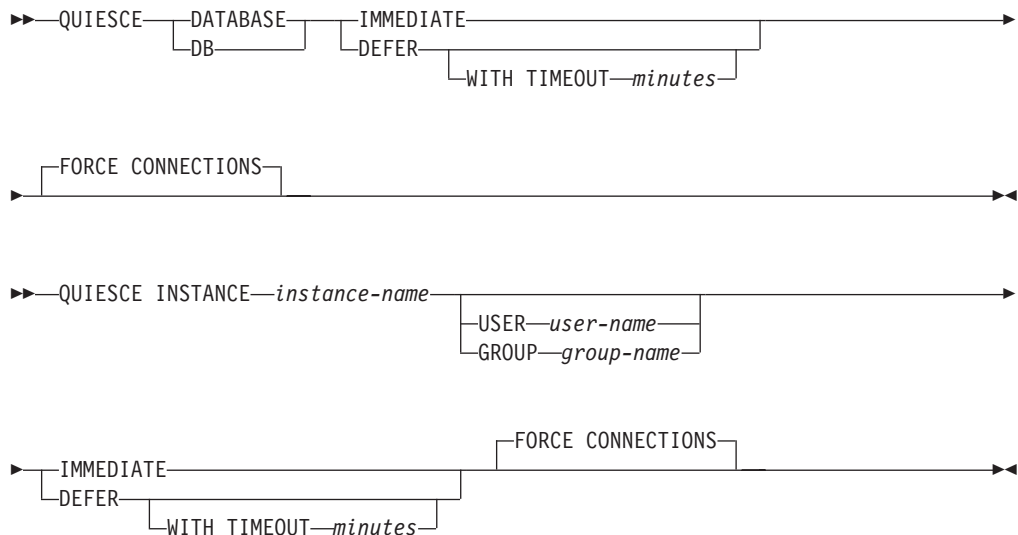 QUIESCE DATABASE IMMEDIATE
DB DEFER
WITH TIMEOUT minutes
FORCE CONNECTIONS
QUIESCE INSTANCE instance-name
USER user-name
GROUP group-name
FORCE CONNECTIONS
IMMEDIATE
DEFER
WITH TIMEOUT minutes